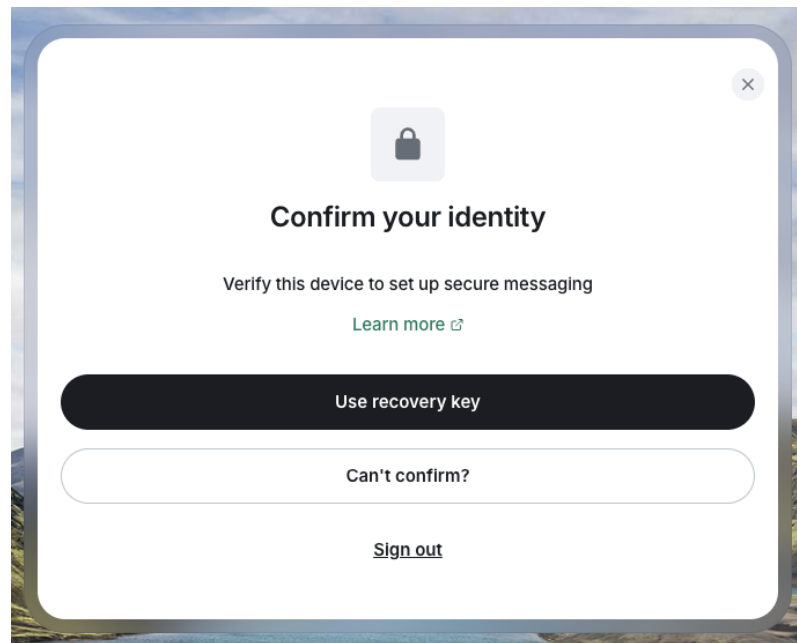 Confirm your identity
Verify this device to set up secure messaging
Learn more
Use recovery key
Can't confirm?
Sign out